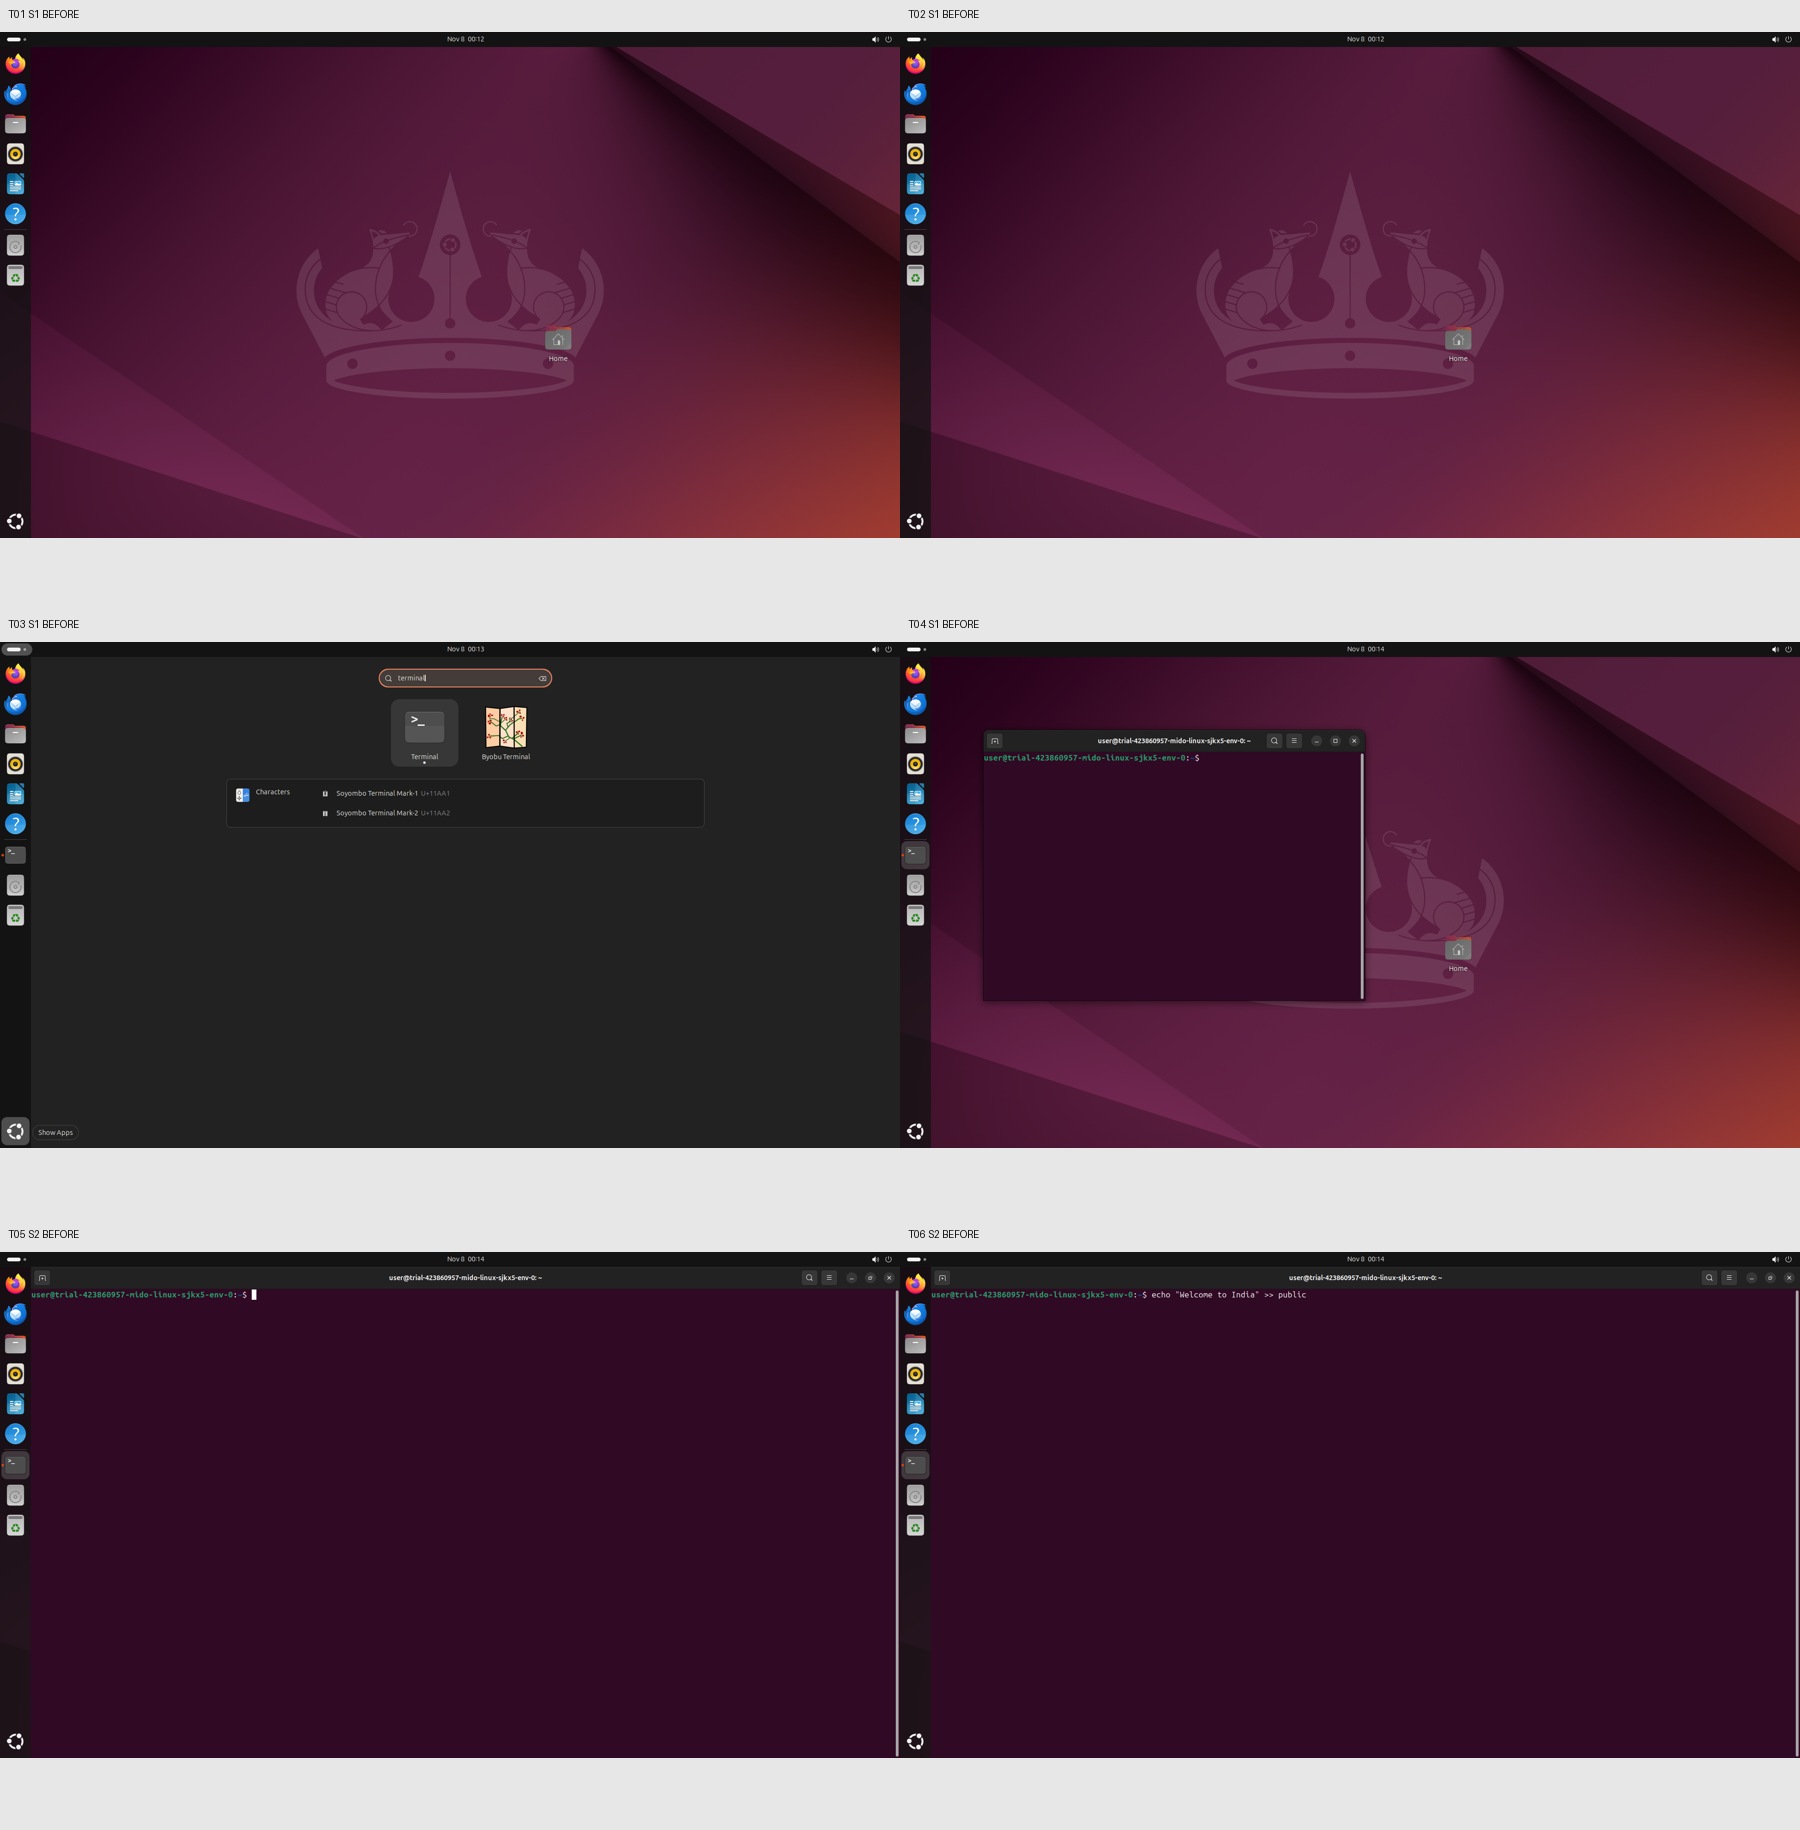 T01 S1 BEFORE
Nov 8 00:12
Home
T02 S1 BEFORE
Nov 8 00:12
Home
T03 S1 BEFORE
Nov 8 00:13
terminal
>_
Terminal
Byobu Terminal
Characters
Soyombo Terminal Mark-1 U+11AA1
Soyombo Terminal Mark-2 U+11AA2
Show Apps
T04 S1 BEFORE
Nov 8 00:14
user@trial-423860957-mido-linux-sjkx5-env-0: ~
user@trial-423860957-mido-linux-sjkx5-env-0:~$
Home
T05 S2 BEFORE
Nov 8 00:14
user@trial-423860957-mido-linux-sjkx5-env-0: ~
user@trial-423860957-mido-linux-sjkx5-env-0:~$
T06 S2 BEFORE
Nov 8 00:14
user@trial-423860957-mido-linux-sjkx5-env-0: ~
user@trial-423860957-mido-linux-sjkx5-env-0:~$ echo "Welcome to India" >> public